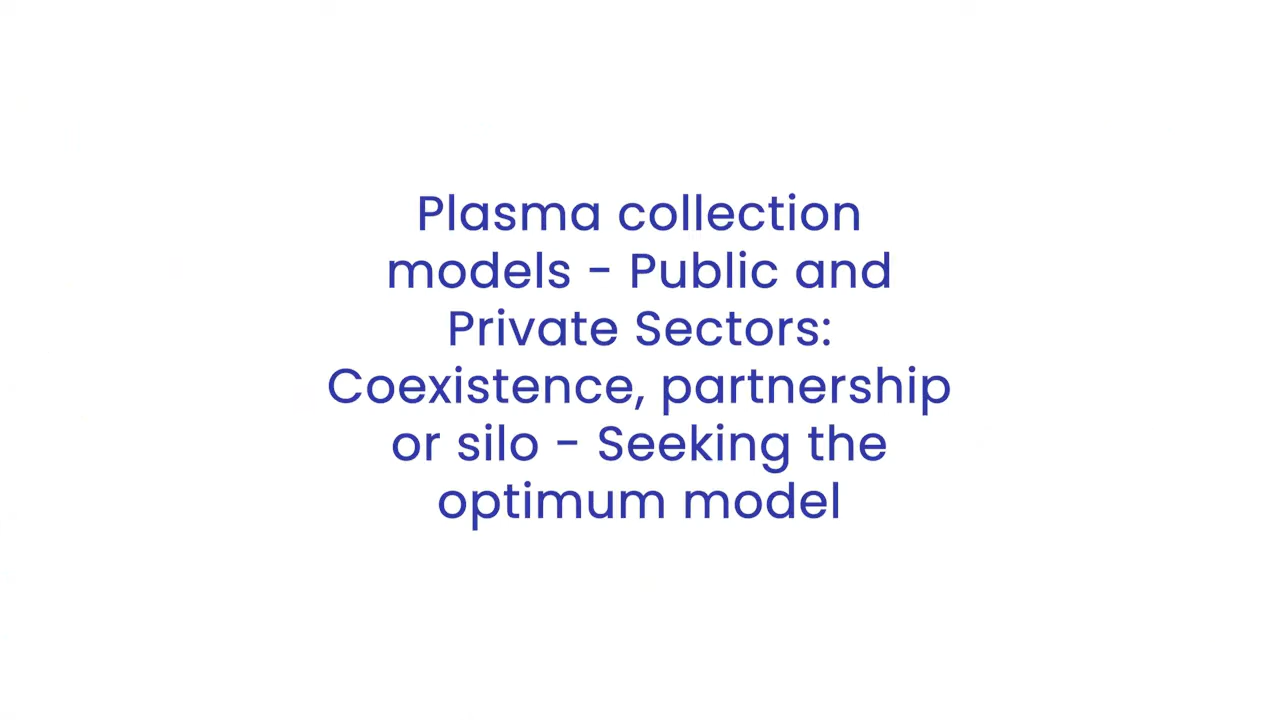 Plasma collection
models - Public and
Private Sectors:
Coexistence, partnership
or silo - Seeking the
optimum model